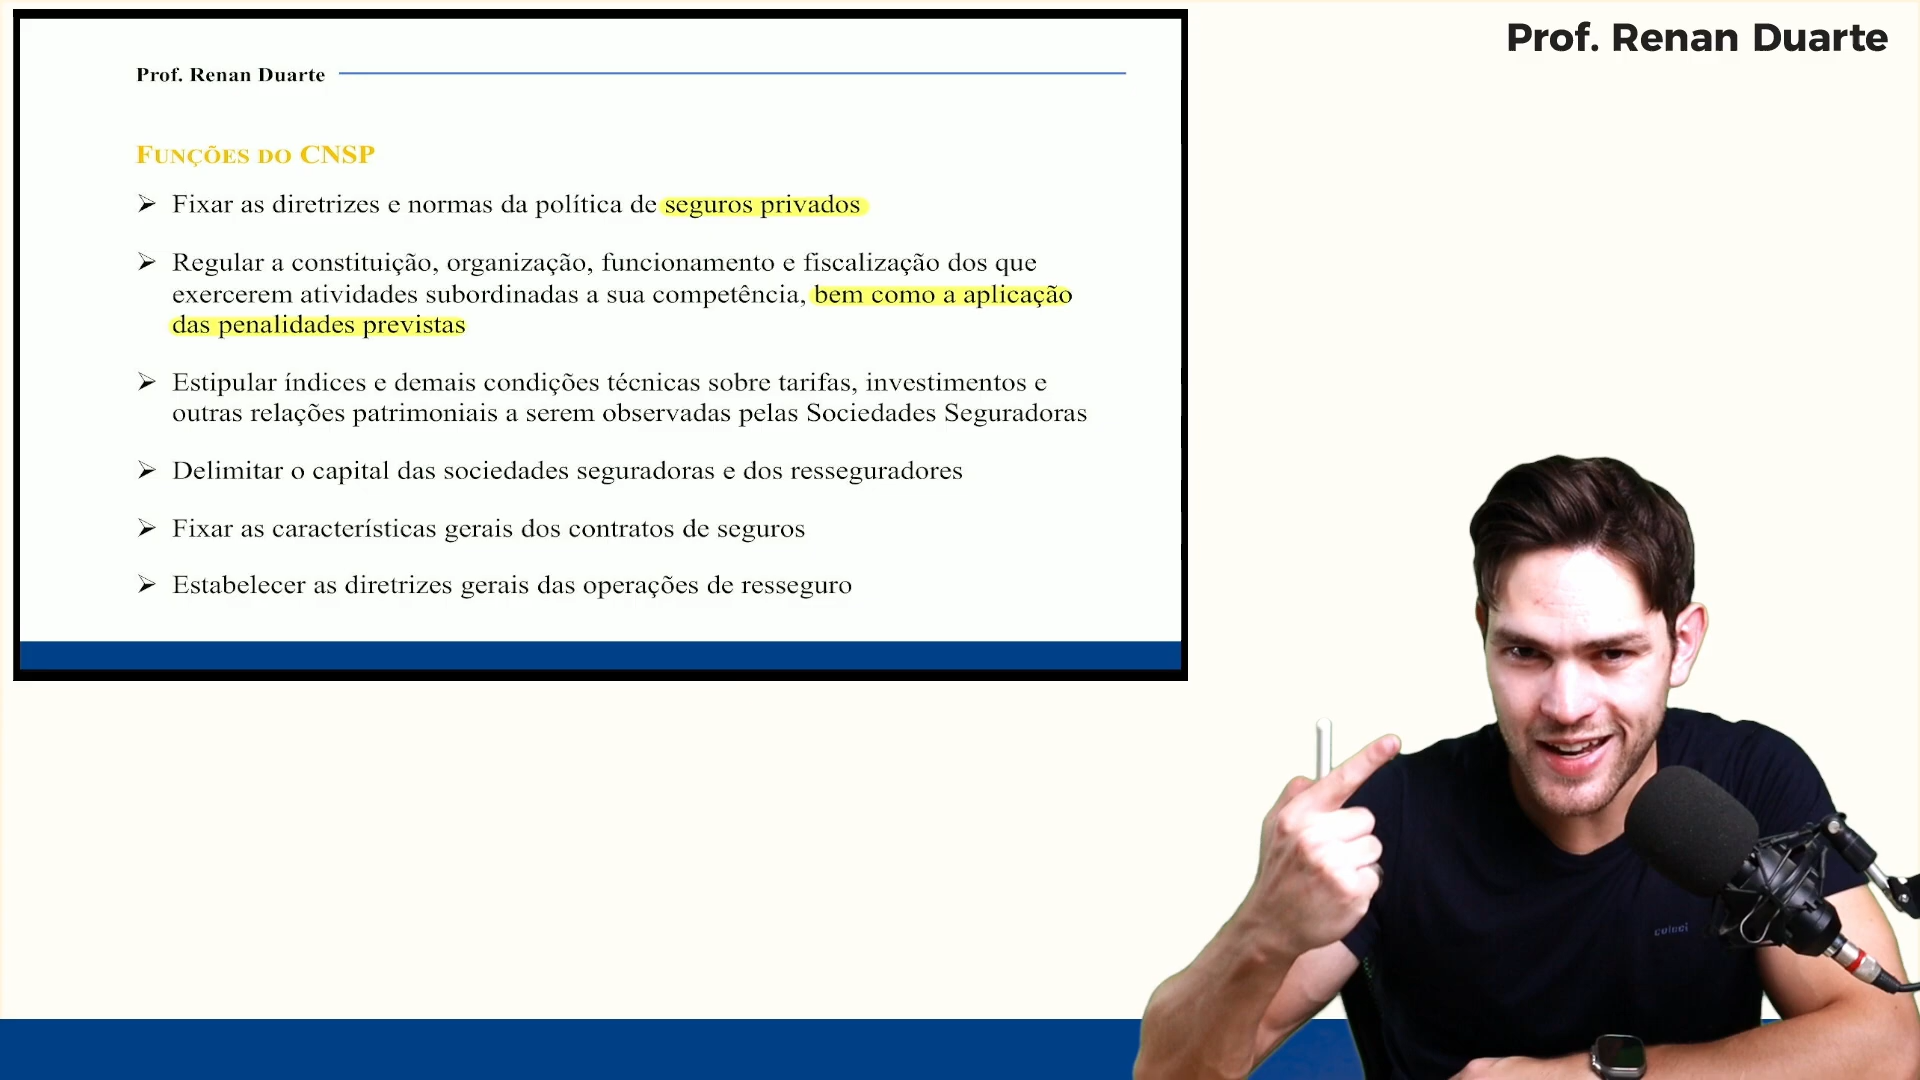 Prof. Renan Duarte
Prof. Renan Duarte
FUNÇÕES DO CNSP
➢ Fixar as diretrizes e normas da política de seguros privados
➢ Regular a constituição, organização, funcionamento e fiscalização dos que
exercerem atividades subordinadas a sua competência, bem como a aplicação
das penalidades previstas
➢ Estipular índices e demais condições técnicas sobre tarifas, investimentos e
outras relações patrimoniais a serem observadas pelas Sociedades Seguradoras
➢ Delimitar o capital das sociedades seguradoras e dos resseguradores
➢ Fixar as características gerais dos contratos de seguros
➢ Estabelecer as diretrizes gerais das operações de resseguro
colcci